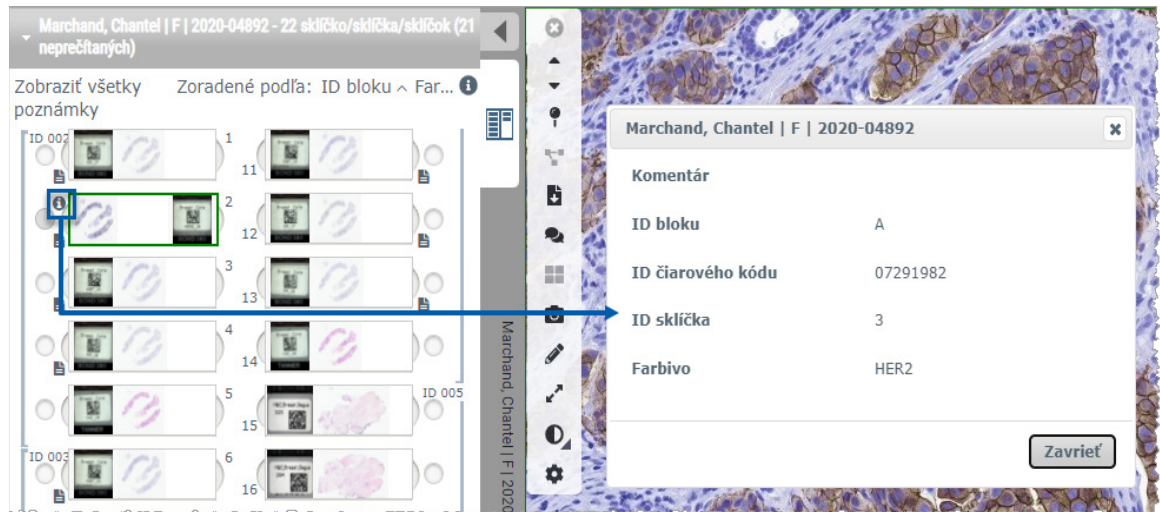 Marchand, Chantel | F | 2020-04892 - 22 sklíčko/sklíčka/sklíčok (21
neprečítaných)
Zobraziť všetky
poznámky
Zoradené podľa: ID bloku ^ Far...
ID 002
1
11
2
12
3
13
4
14
5
15
ID 005
ID 003
6
16
Marchand, Chantel | F | 202
Marchand, Chantel | F | 2020-04892
Komentár
ID bloku A
ID čiarového kódu 07291982
ID sklíčka 3
Farbivo HER2
Zavrieť